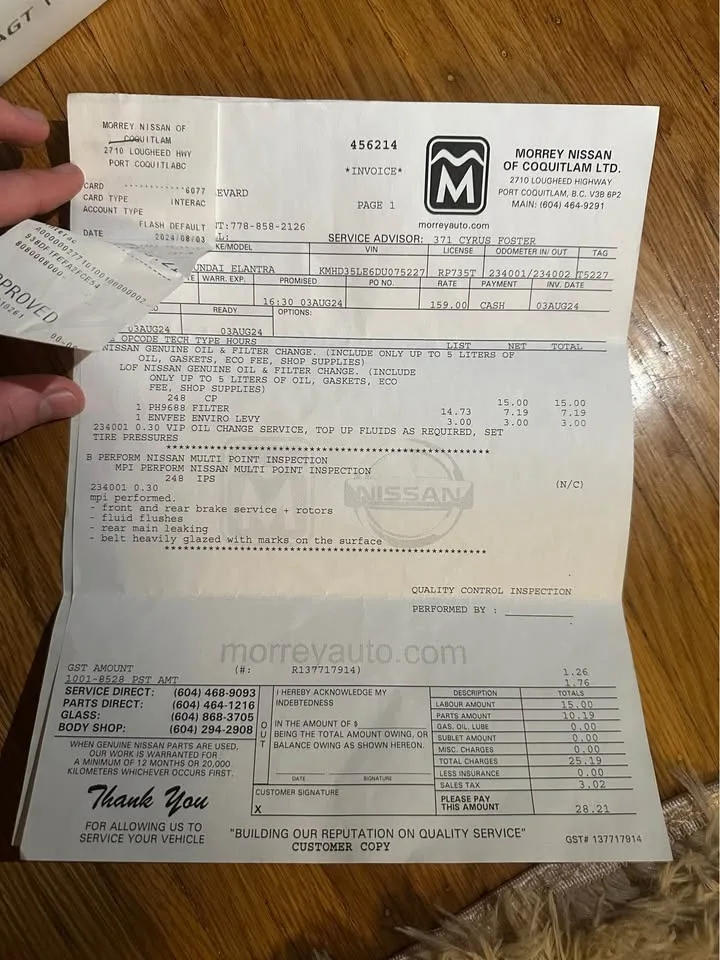 AGT
MORREY NISSAN OF
COQUITLAM
2710 LOUGHEED HWY
PORT COQUITLABC
CARD ············6077
CARD TYPE INTERAC
ACCOUNT TYPE
FLASH DEFAULT
DATE 2024/08/03
A0000002771010010000000002
938DF1FEFA2FCE54
8080008000-
PPROVED
00-0
456214
*INVOICE*
PAGE 1
M
MORREY NISSAN
OF COQUITLAM LTD.
2710 LOUGHEED HIGHWAY
PORT COQUITLAM, B.C. V3B 6P2
MAIN: (604) 464-9291
morreyauto.com
EVARD
NT:778-858-2126
L:
SERVICE ADVISOR: 371 CYRUS FOSTER
KE/MODEL VIN LICENSE ODOMETER IN/ OUT TAG
UNDAI ELANTRA KMHD35LE6DU075227 RP735T 234001/234002 T5227
TE WARR. EXP. PROMISED PO NO. RATE PAYMENT INV. DATE
16:30 03AUG24 159.00 CASH 03AUG24
READY OPTIONS:
03AUG24 03AUG24
OPCODE TECH TYPE HOURS LIST NET TOTAL
NISSAN GENUINE OIL & FILTER CHANGE. (INCLUDE ONLY UP TO 5 LITERS OF
OIL, GASKETS, ECO FEE, SHOP SUPPLIES)
LOF NISSAN GENUINE OIL & FILTER CHANGE. (INCLUDE
ONLY UP TO 5 LITERS OF OIL, GASKETS, ECO
FEE, SHOP SUPPLIES)
248 CP 15.00 15.00
1 PH9688 FILTER 14.73 7.19 7.19
1 ENVFEE ENVIRO LEVY 3.00 3.00 3.00
234001 0.30 VIP OIL CHANGE SERVICE, TOP UP FLUIDS AS REQUIRED, SET
TIRE PRESSURES
****************************************************
B PERFORM NISSAN MULTI POINT INSPECTION
MPI PERFORM NISSAN MULTI POINT INSPECTION
248 IPS (N/C)
234001 0.30
mpi performed.
- front and rear brake service + rotors
- fluid flushes
- rear main leaking
- belt heavily glazed with marks on the surface
****************************************************
NISSAN
QUALITY CONTROL INSPECTION
PERFORMED BY :
morreyauto.com
GST AMOUNT (#: R137717914) 1.26
1001-8528 PST AMT 1.76
SERVICE DIRECT: (604) 468-9093
PARTS DIRECT: (604) 464-1216
GLASS: (604) 868-3705
BODY SHOP: (604) 294-2908
WHEN GENUINE NISSAN PARTS ARE USED,
OUR WORK IS WARRANTED FOR
A MINIMUM OF 12 MONTHS OR 20,000
KILOMETERS WHICHEVER OCCURS FIRST.
Thank You
FOR ALLOWING US TO
SERVICE YOUR VEHICLE
OUT
I HEREBY ACKNOWLEDGE MY
INDEBTEDNESS
IN THE AMOUNT OF $
BEING THE TOTAL AMOUNT OWING, OR
BALANCE OWING AS SHOWN HEREON.
DATE SIGNATURE
CUSTOMER SIGNATURE
X
DESCRIPTION TOTALS
LABOUR AMOUNT 15.00
PARTS AMOUNT 10.19
GAS, OIL, LUBE 0.00
SUBLET AMOUNT 0.00
MISC. CHARGES 0.00
TOTAL CHARGES 25.19
LESS INSURANCE 0.00
SALES TAX 3.02
PLEASE PAY
THIS AMOUNT 28.21
"BUILDING OUR REPUTATION ON QUALITY SERVICE"
CUSTOMER COPY
GST# 137717914